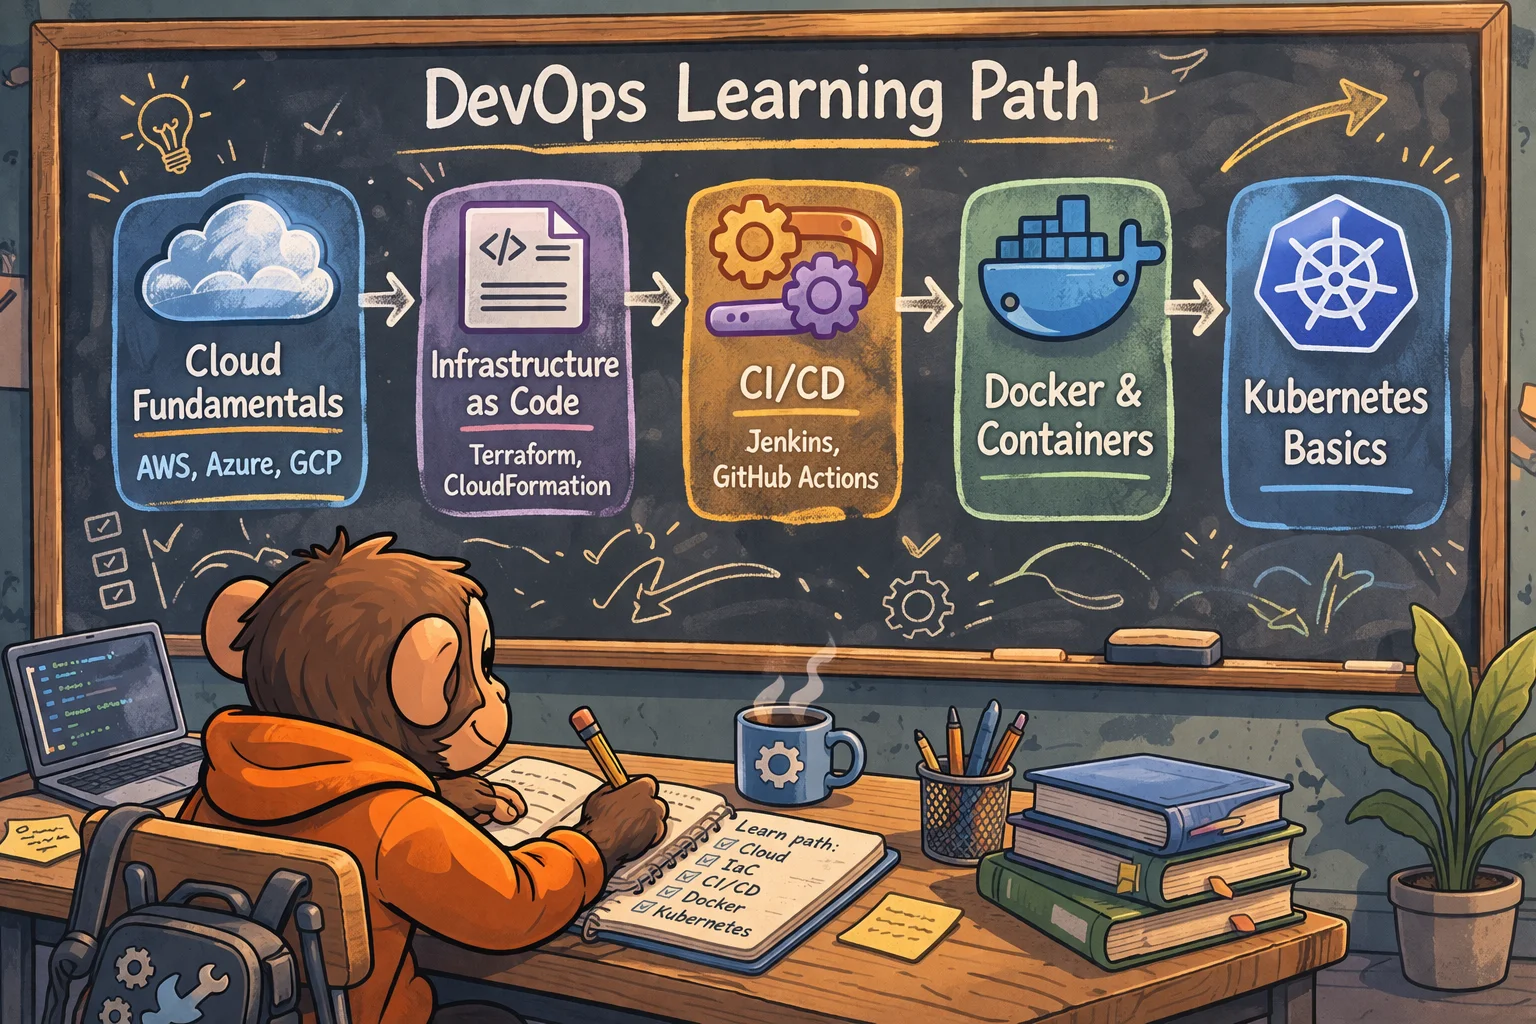 DevOps Learning Path
Cloud
Fundamentals
AWS, Azure, GCP
Infrastructure
as Code
Terraform,
CloudFormation
CI/CD
Jenkins,
GitHub Actions
Docker &
Containers
Kubernetes
Basics
Learn path:
Cloud
IaC
CI/CD
Docker
Kubernetes